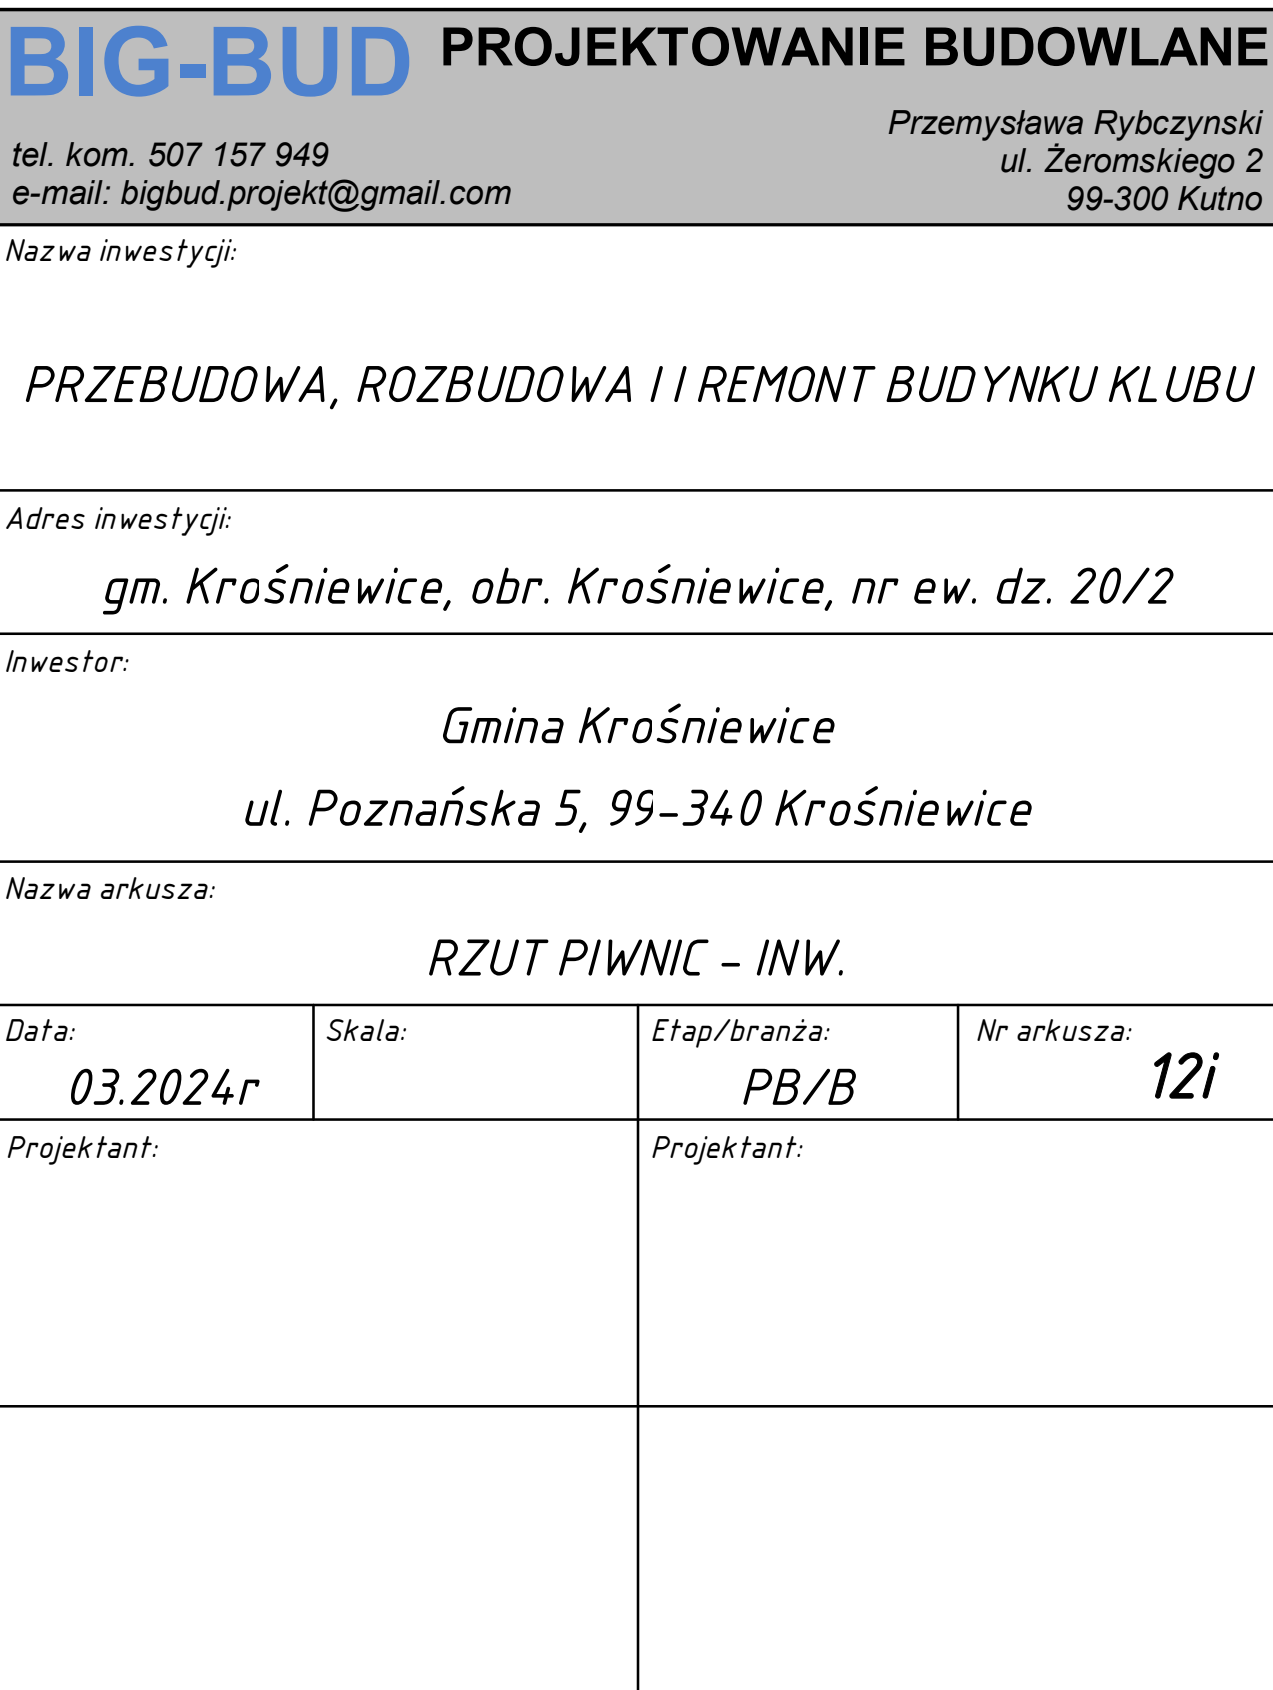 BIG-BUD PROJEKTOWANIE BUDOWLANE
Przemysława Rybczynski
tel. kom. 507 157 949
ul. Żeromskiego 2
e-mail: bigbud.projekt@gmail.com
99-300 Kutno
Nazwa inwestycji:
PRZEBUDOWA, ROZBUDOWA I I REMONT BUDYNKU KLUBU
Adres inwestycji:
gm. Krośniewice, obr. Krośniewice, nr ew. dz. 20/2
Inwestor:
Gmina Krośniewice
ul. Poznańska 5, 99-340 Krośniewice
Nazwa arkusza:
RZUT PIWNIC - INW.
Data:
03.2024r
Skala:
Etap/branża:
PB/B
Nr arkusza:
12i
Projektant:
Projektant: